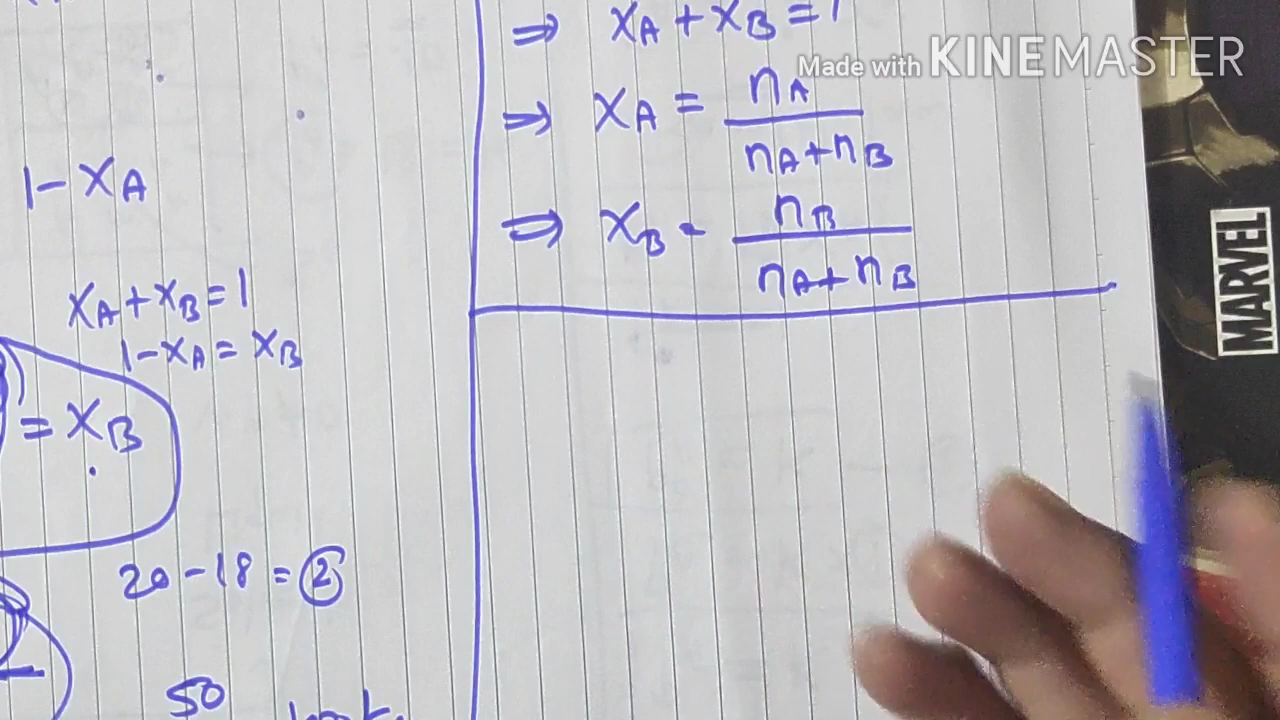 1-XA
XA+XB=1
1-XA=XB
=XB
20-18=2
50
⇒ XA+XB=1
⇒ XA=nA/nA+nB
⇒ XB-nB/nA+nB
Made with KINEMASTER
MARVEL